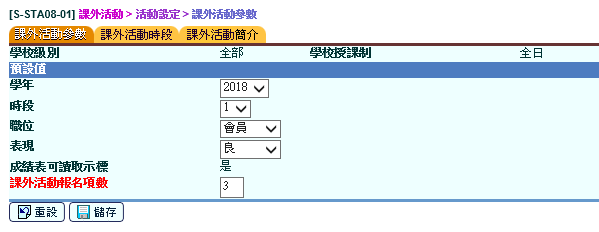 [S-STA08-01] 課外活動 > 活動設定 > 課外活動參數
課外活動參數 課外活動時段 課外活動簡介
學校級別 全部 學校授課制 全日
預設值
學年 2018
時段 1
職位 會員
表現 良
成績表可讀取示標 是
課外活動報名項數 3
重設 儲存